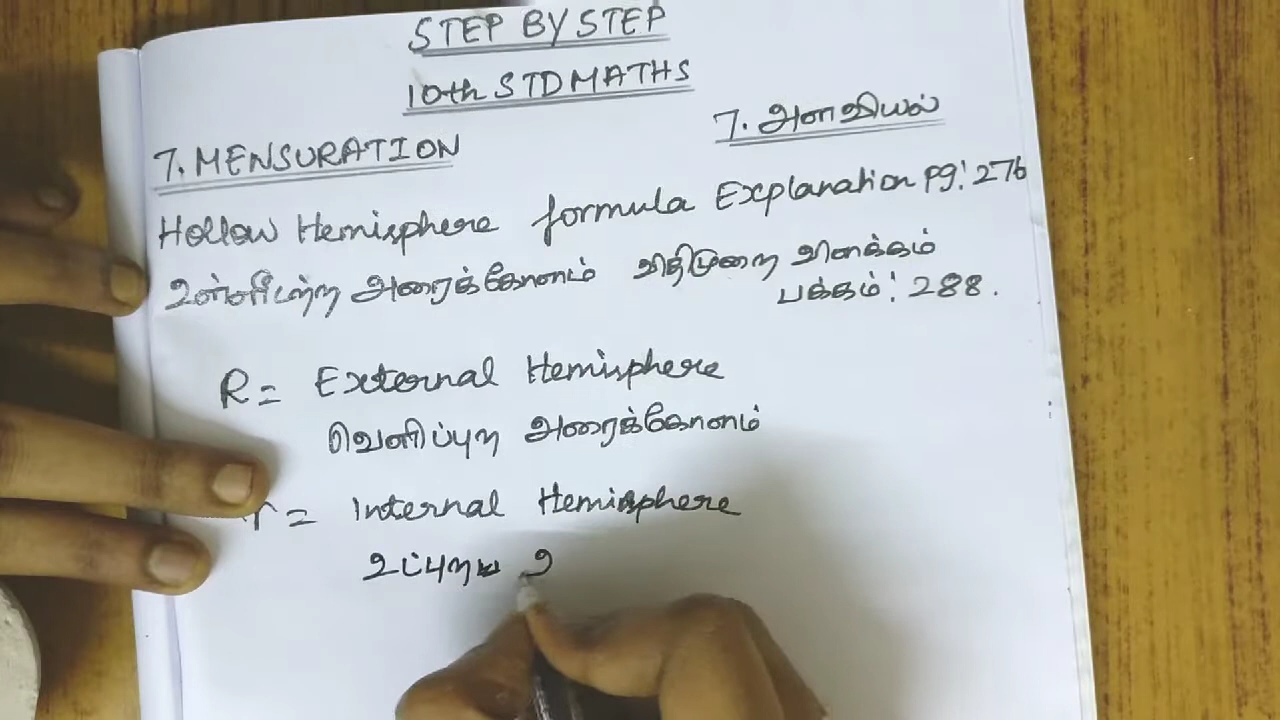 STEP BY STEP
10th STD MATHS
7. MENSURATION
7. அளவியல்
Hollow Hemisphere formula Explanation Pg: 276
உள்ளீடற்ற அரைக்கோளம் விதிமுறை விளக்கம்
பக்கம்: 288.
R = External Hemisphere
வெளிப்புற அரைக்கோளம்
r = Internal Hemisphere
உட்புற